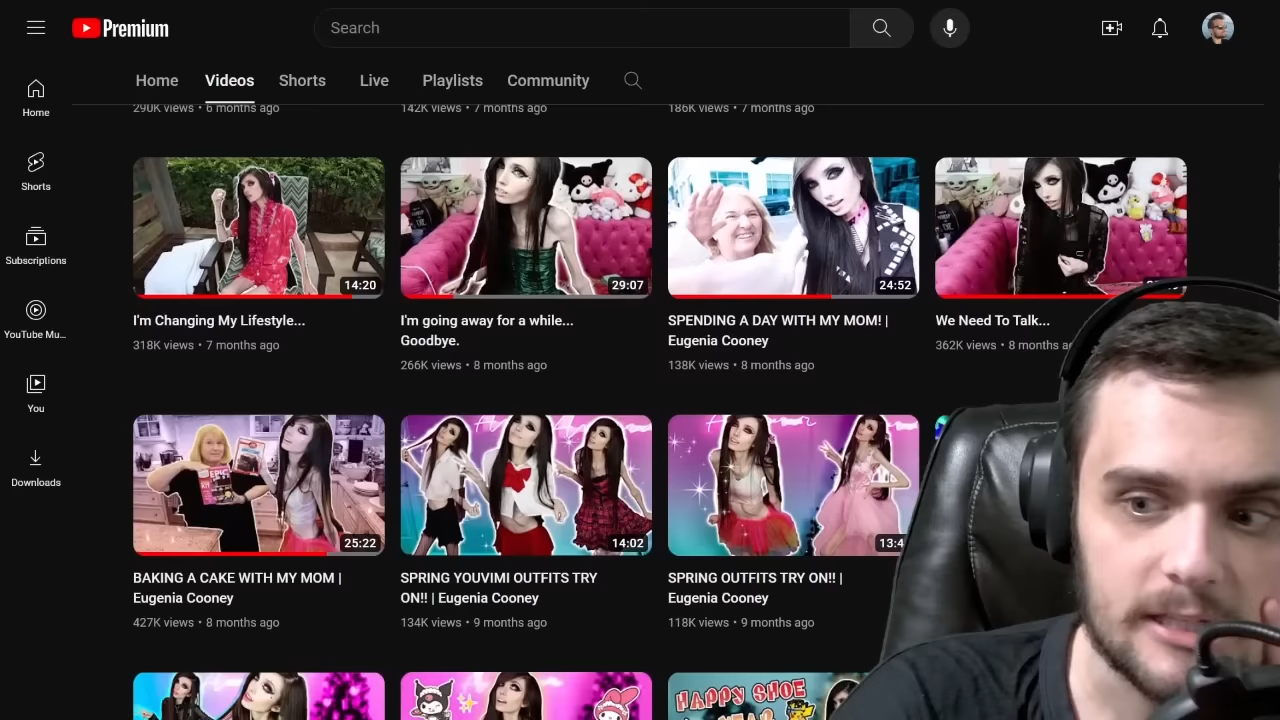 Premium
Search
Home Videos Shorts Live Playlists Community
290K views • 6 months ago
142K views • 7 months ago
186K views • 7 months ago
Home
Shorts
Subscriptions
YouTube Mu...
You
Downloads
14:20
29:07
24:52
I'm Changing My Lifestyle...
318K views • 7 months ago
I'm going away for a while...
Goodbye.
266K views • 8 months ago
SPENDING A DAY WITH MY MOM! |
Eugenia Cooney
138K views • 8 months ago
We Need To Talk...
362K views • 8 months
25:22
14:02
13:4
EPIC
BAKING A CAKE WITH MY MOM |
Eugenia Cooney
427K views • 8 months ago
SPRING YOUVIMI OUTFITS TRY
ON!! | Eugenia Cooney
134K views • 9 months ago
SPRING OUTFITS TRY ON!! |
Eugenia Cooney
118K views • 9 months ago
HAPPY SHOE